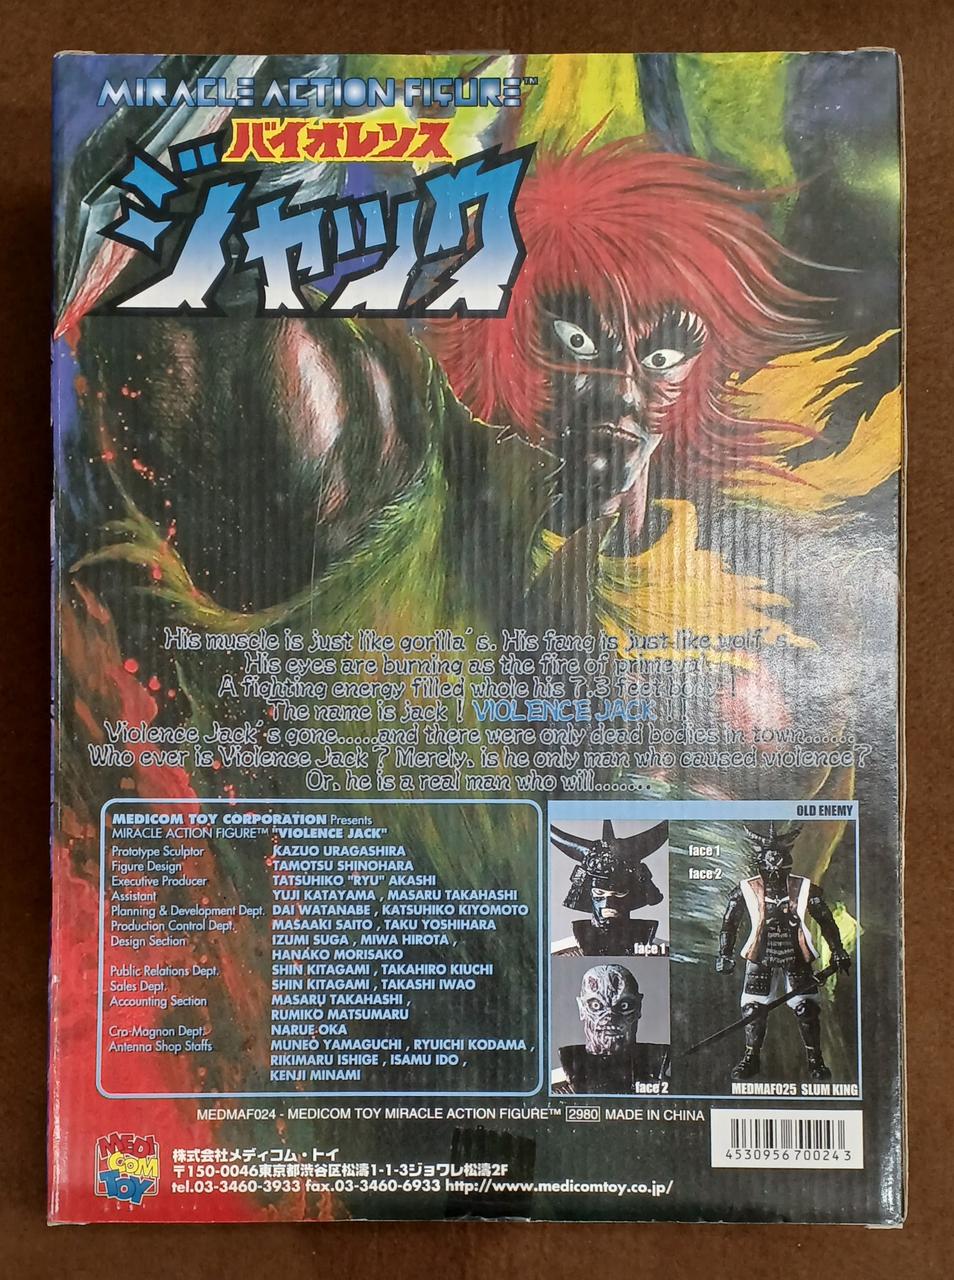 MIRACLE ACTION FIGURE™
バイオレンス
ジャック
His muscle is just like gorilla´s. His fang is just like wolf´s.
His eyes are burning as the fire of primeval.
A fighting energy filled whole his 7.3 feet body !
The name is jack ! VIOLENCE JACK !!
Violence Jack´s gone.....and there were only dead bodies in town......
Who ever is Violence Jack ? Merely. is he only man who caused violence?
Or. he is a real man who will.......
MEDICOM TOY CORPORATION Presents
MIRACLE ACTION FIGURE™ "VIOLENCE JACK"
Prototype Sculptor KAZUO URAGASHIRA
Figure Design TAMOTSU SHINOHARA
Executive Producer TATSUHIKO "RYU" AKASHI
Assistant YUJI KATAYAMA , MASARU TAKAHASHI
Planning & Development Dept. DAI WATANABE , KATSUHIKO KIYOMOTO
Production Control Dept. MASAAKI SAITO , TAKU YOSHIHARA
Design Section IZUMI SUGA , MIWA HIROTA ,
HANAKO MORISAKO
Public Relations Dept. SHIN KITAGAMI , TAKAHIRO KIUCHI
Sales Dept. SHIN KITAGAMI , TAKASHI IWAO
Accounting Section MASARU TAKAHASHI ,
RUMIKO MATSUMARU
Cro-Magnon Dept. NARUE OKA
Antenna Shop Staffs MUNEO YAMAGUCHI , RYUICHI KODAMA ,
RIKIMARU ISHIGE , ISAMU IDO ,
KENJI MINAMI
OLD ENEMY
face 1
face 2
face 1
face 2
MEDMAF025 SLUM KING
MEDMAF024 - MEDICOM TOY MIRACLE ACTION FIGURE™ 2980 MADE IN CHINA
4530956700243
MEDI
COM
TOY
株式会社メディコム・トイ
〒150-0046東京都渋谷区松濤1-1-3ジョワレ松濤2F
tel.03-3460-3933 fax.03-3460-6933 http://www.medicomtoy.co.jp/